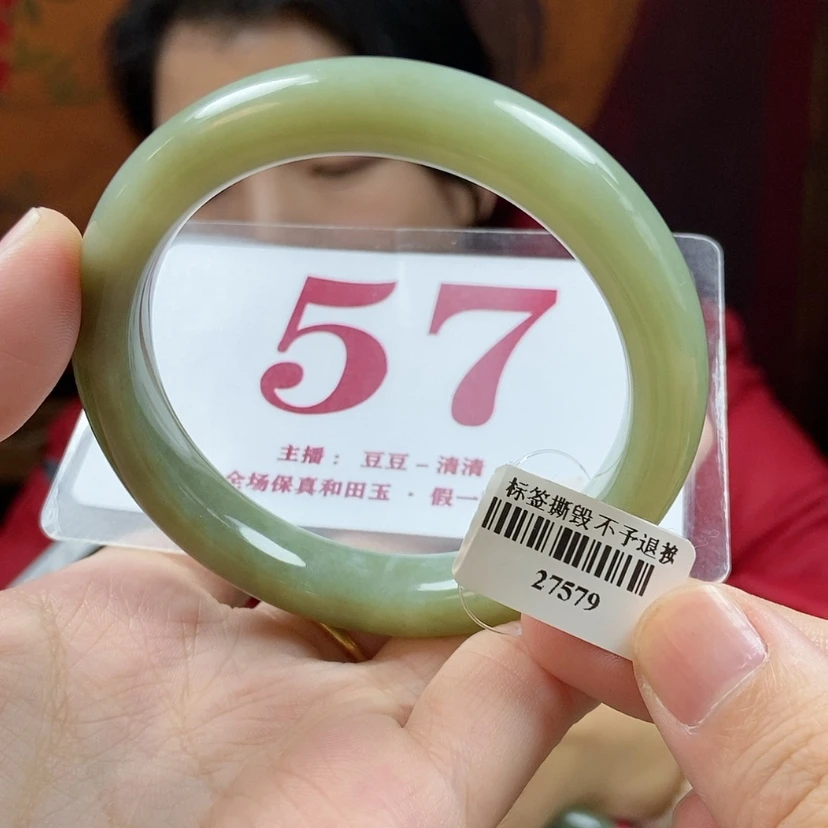 57
主播： 豆豆－清清
全场保真和田玉 · 假一
标签撕毁不予退换
27579